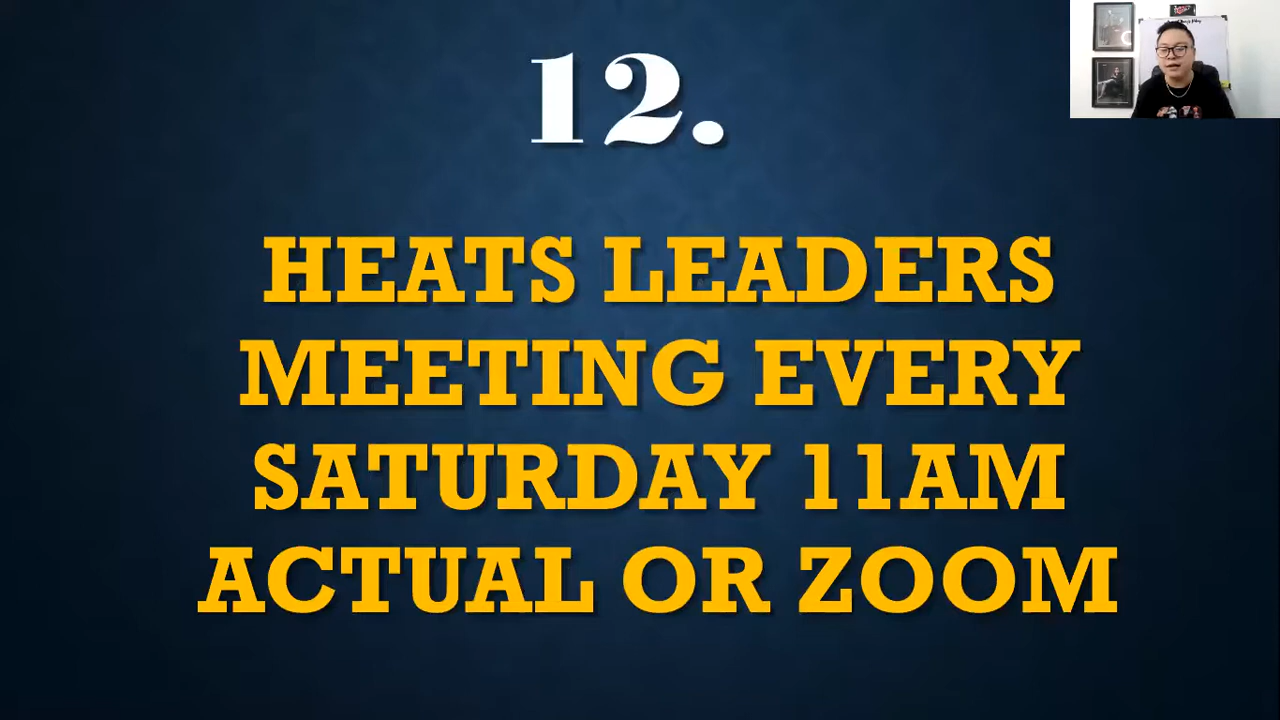 12.
HEATS LEADERS
MEETING EVERY
SATURDAY 11AM
ACTUAL OR ZOOM